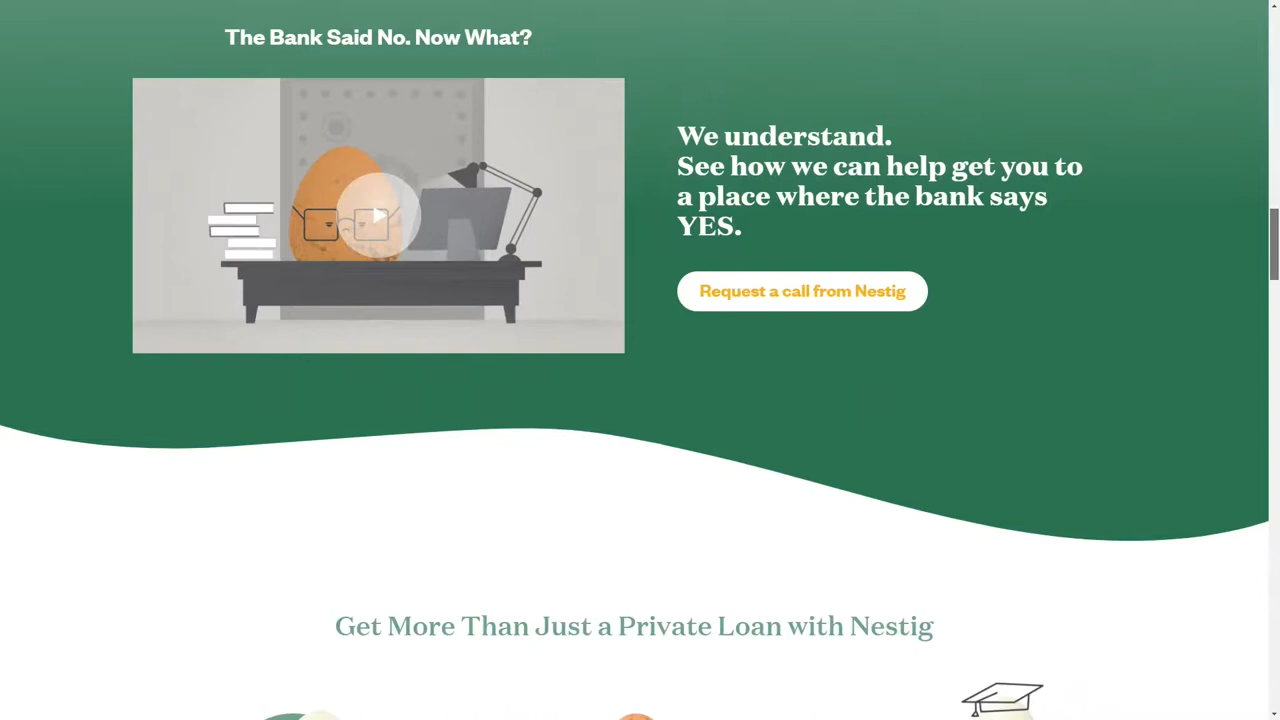 The Bank Said No. Now What?
We understand.
See how we can help get you to
a place where the bank says
YES.
Request a call from Nestig
Get More Than Just a Private Loan with Nestig